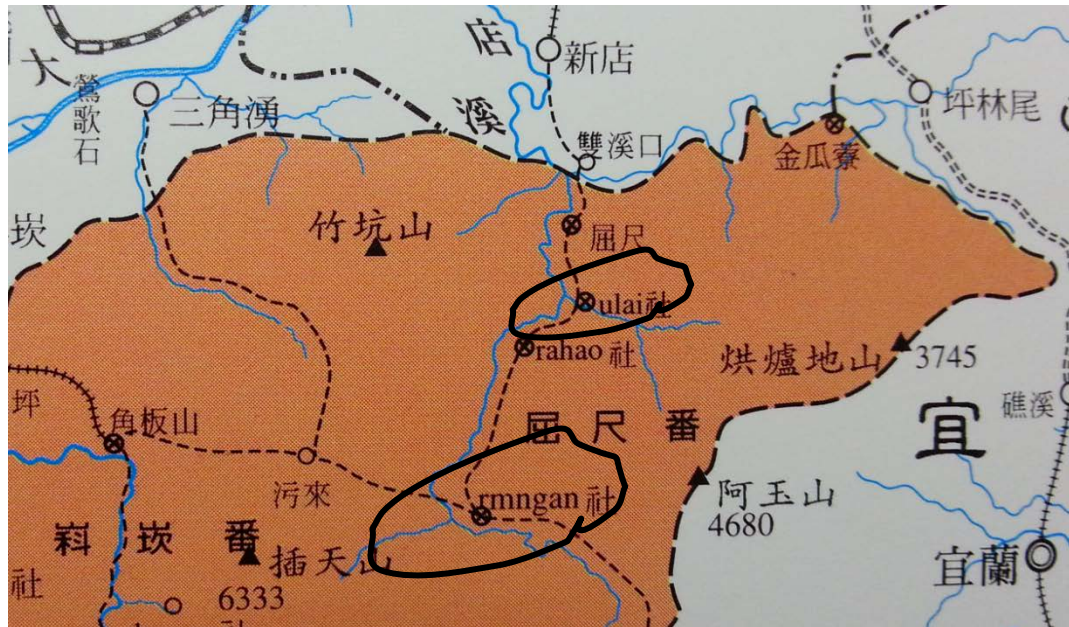 大
鶯歌石
三角湧
店
溪
新店
坪林尾
雙溪口
金瓜藔
崁
竹坑山
屈尺
ulai社
rahao社
烘爐地山
3745
坪
角板山
屈尺番
宜
礁溪
污來
rmngan社
阿玉山
4680
崁番
插天山
6333
社
宜蘭